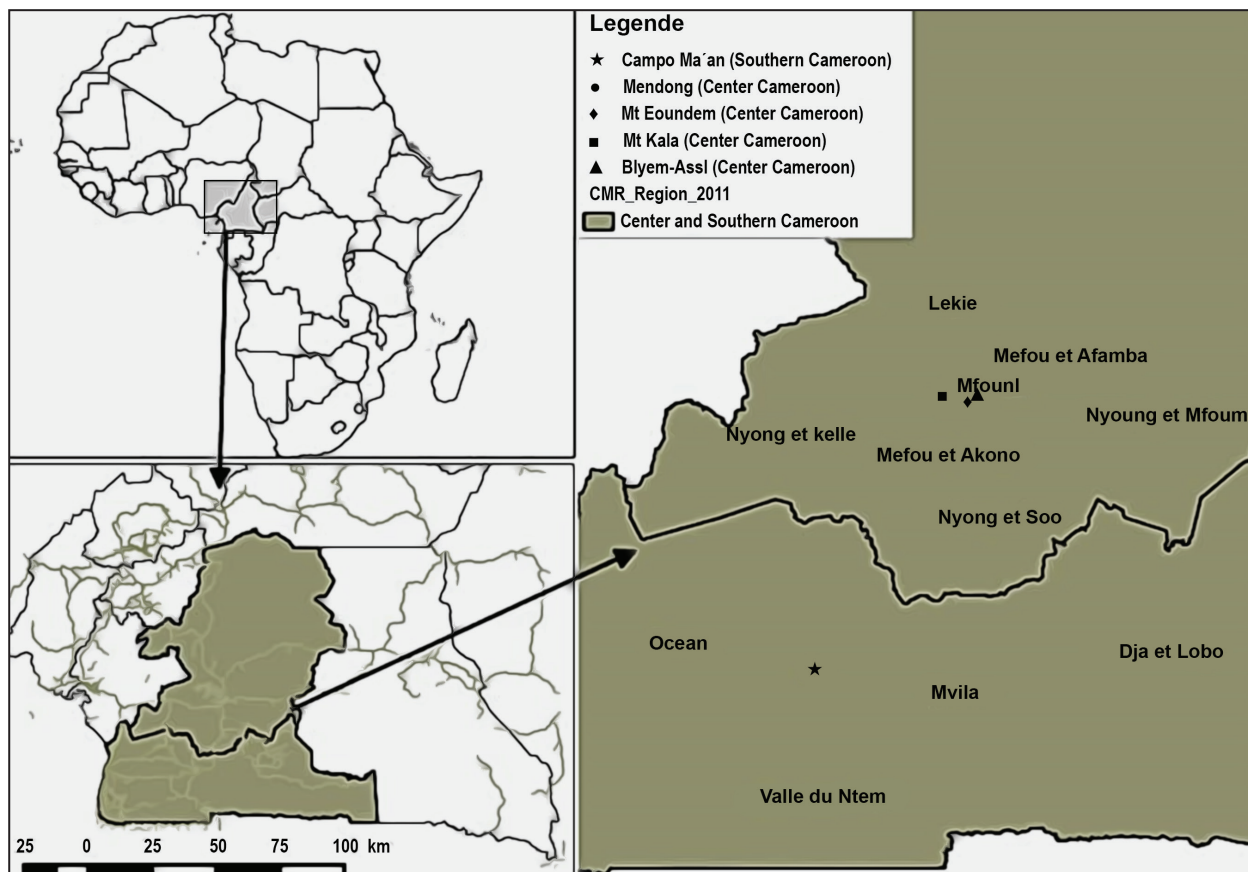 Legende
Campo Ma´an (Southern Cameroon)
Mendong (Center Cameroon)
Mt Eoundem (Center Cameroon)
Mt Kala (Center Cameroon)
Blyem-Assl (Center Cameroon)
CMR_Region_2011
Center and Southern Cameroon
Lekie
Mefou et Afamba
Mfounl
Nyoung et Mfoum
Nyong et kelle
Mefou et Akono
Nyong et Soo
Ocean
Dja et Lobo
Mvila
Valle du Ntem
25 0 25 50 75 100 km